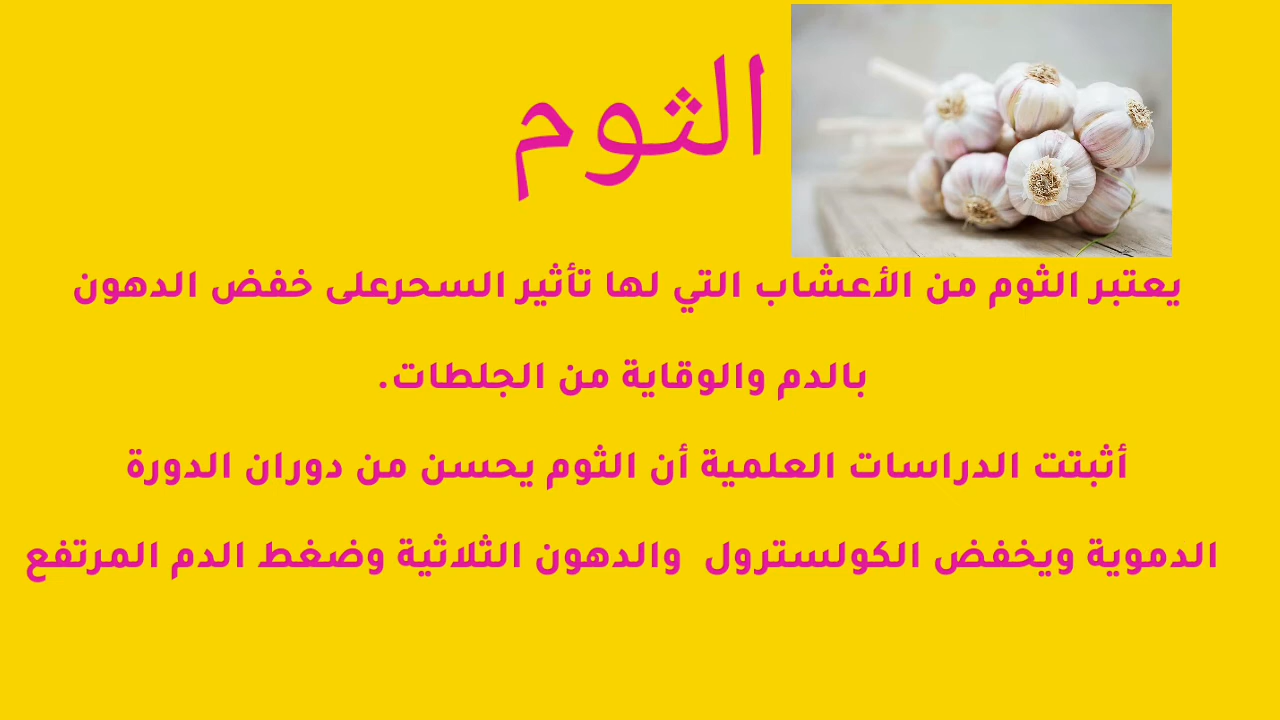 الثوم
يعتبر الثوم من الأعشاب التي لها تأثير السحرعلى خفض الدهون
بالدم والوقاية من الجلطات.
أثبتت الدراسات العلمية أن الثوم يحسن من دوران الدورة
الدموية ويخفض الكولسترول والدهون الثلاثية وضغط الدم المرتفع